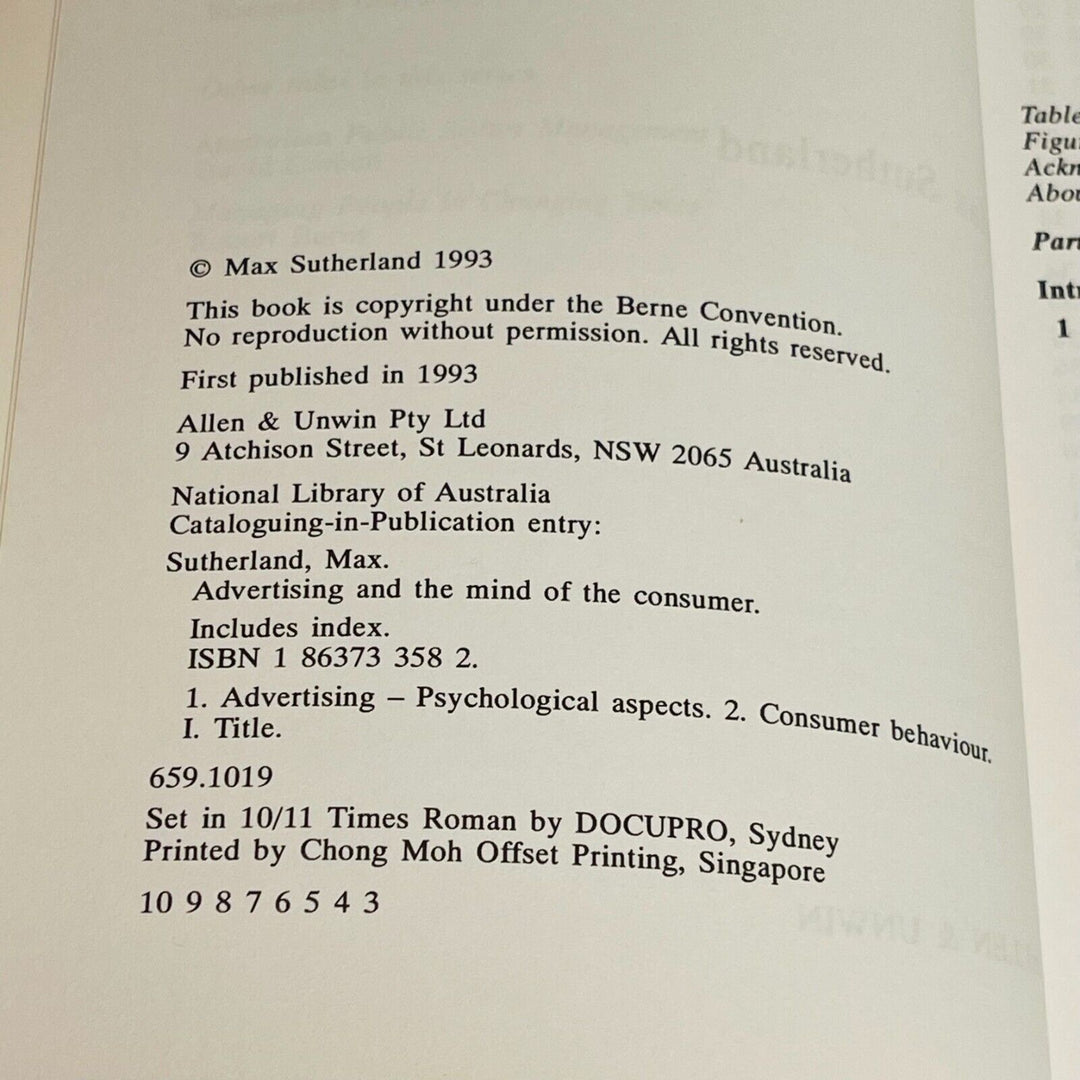 © Max Sutherland 1993
This book is copyright under the Berne Convention.
No reproduction without permission. All rights reserved.
First published in 1993
Allen & Unwin Pty Ltd
9 Atchison Street, St Leonards, NSW 2065 Australia
National Library of Australia
Cataloguing-in-Publication entry:
Sutherland, Max.
Advertising and the mind of the consumer.
Includes index.
ISBN 1 86373 358 2.
1. Advertising – Psychological aspects. 2. Consumer behaviour.
I. Title.
659.1019
Set in 10/11 Times Roman by DOCUPRO, Sydney
Printed by Chong Moh Offset Printing, Singapore
10 9 8 7 6 5 4 3
Table
Figu
Ackn
Abou
Part
Intr
1